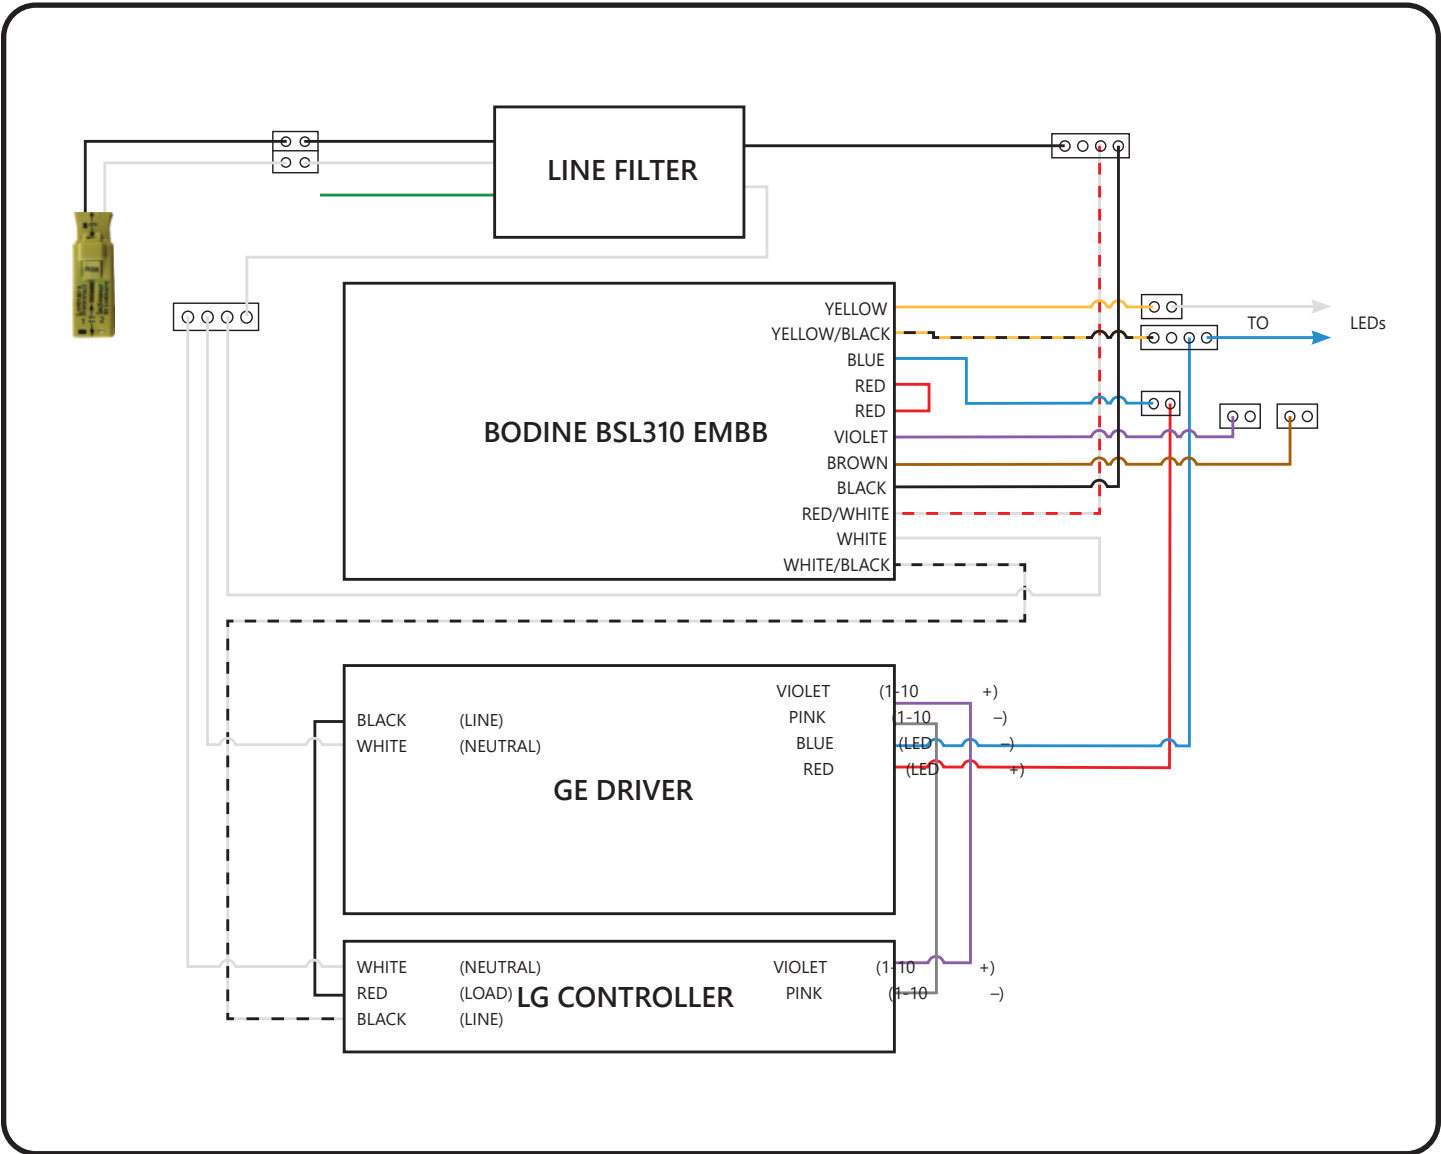 LINE FILTER
YELLOW
YELLOW/BLACK
BLUE
RED
RED
VIOLET
BROWN
BLACK
RED/WHITE
WHITE
WHITE/BLACK
BODINE BSL310 EMBB
TO LEDs
VIOLET (1-10 +)
PINK (1-10 –)
BLUE (LED –)
RED (LED +)
BLACK (LINE)
WHITE (NEUTRAL)
GE DRIVER
WHITE (NEUTRAL)
RED (LOAD)
BLACK (LINE)
LG CONTROLLER
VIOLET (1-10 +)
PINK (1-10 –)